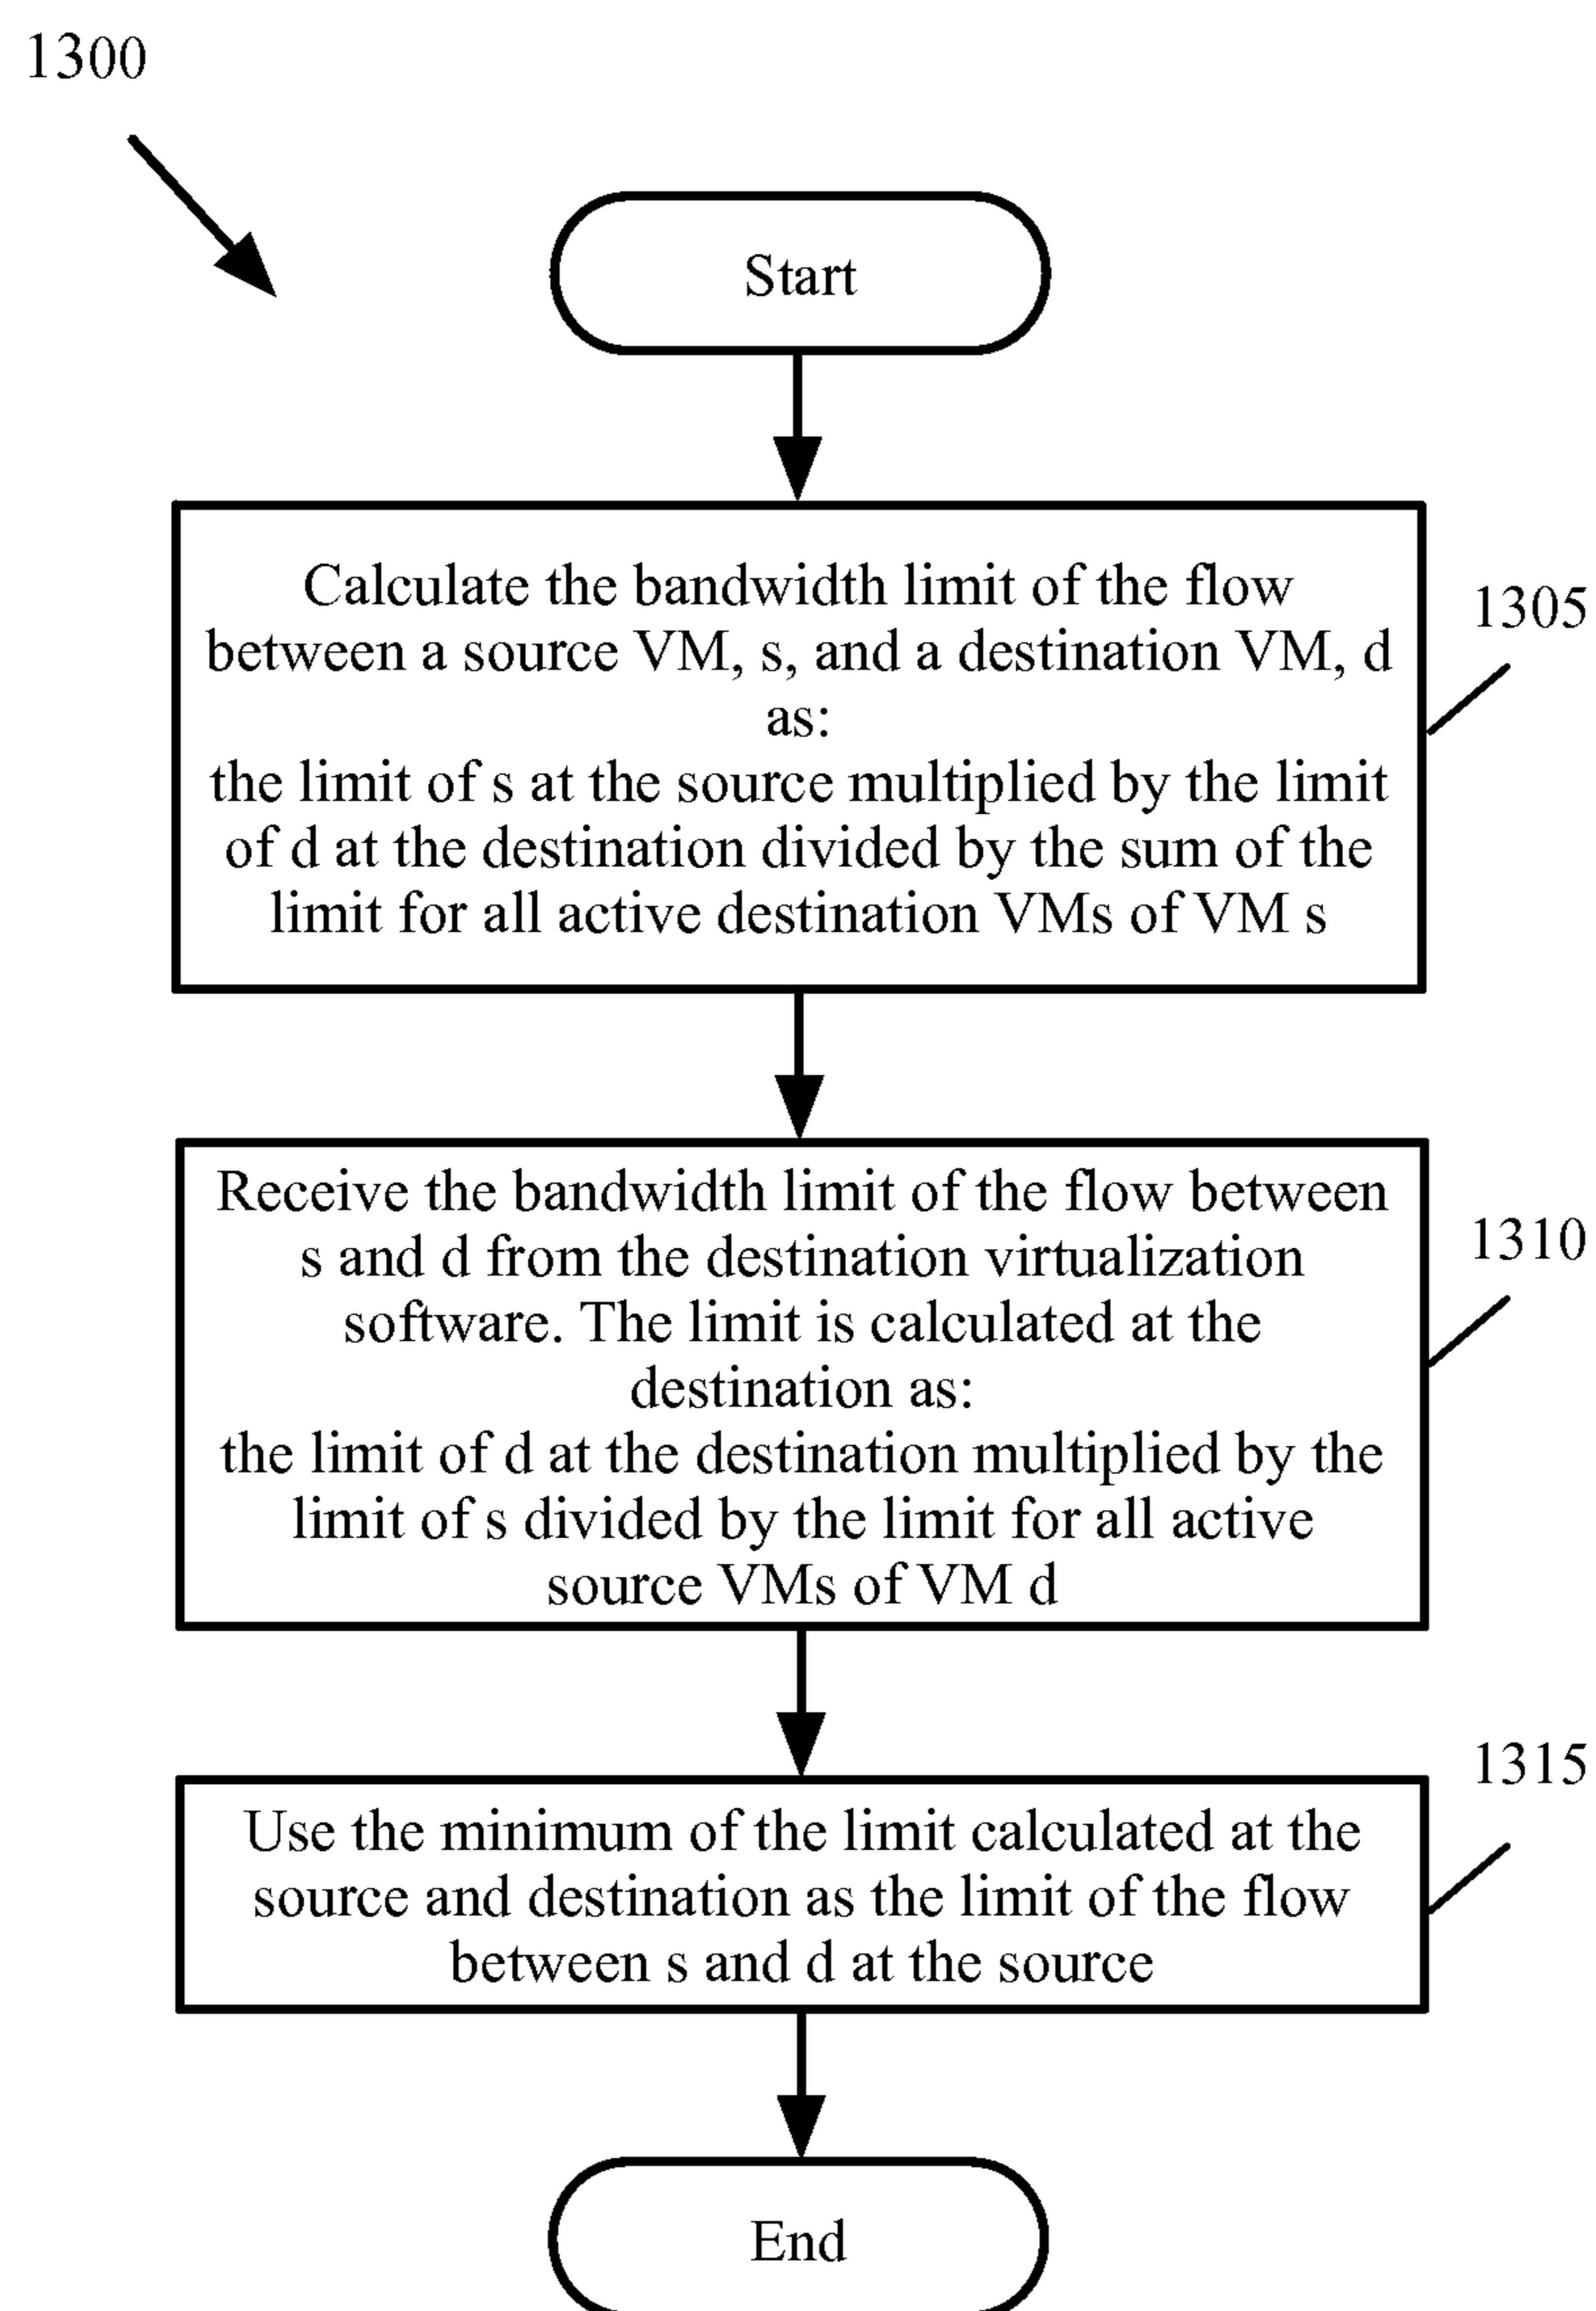 1300
Start
Calculate the bandwidth limit of the flow
between a source VM, s, and a destination VM, d
as:
the limit of s at the source multiplied by the limit
of d at the destination divided by the sum of the
limit for all active destination VMs of VM s
1305
Receive the bandwidth limit of the flow between
s and d from the destination virtualization
software. The limit is calculated at the
destination as:
the limit of d at the destination multiplied by the
limit of s divided by the limit for all active
source VMs of VM d
1310
Use the minimum of the limit calculated at the
source and destination as the limit of the flow
between s and d at the source
1315
End